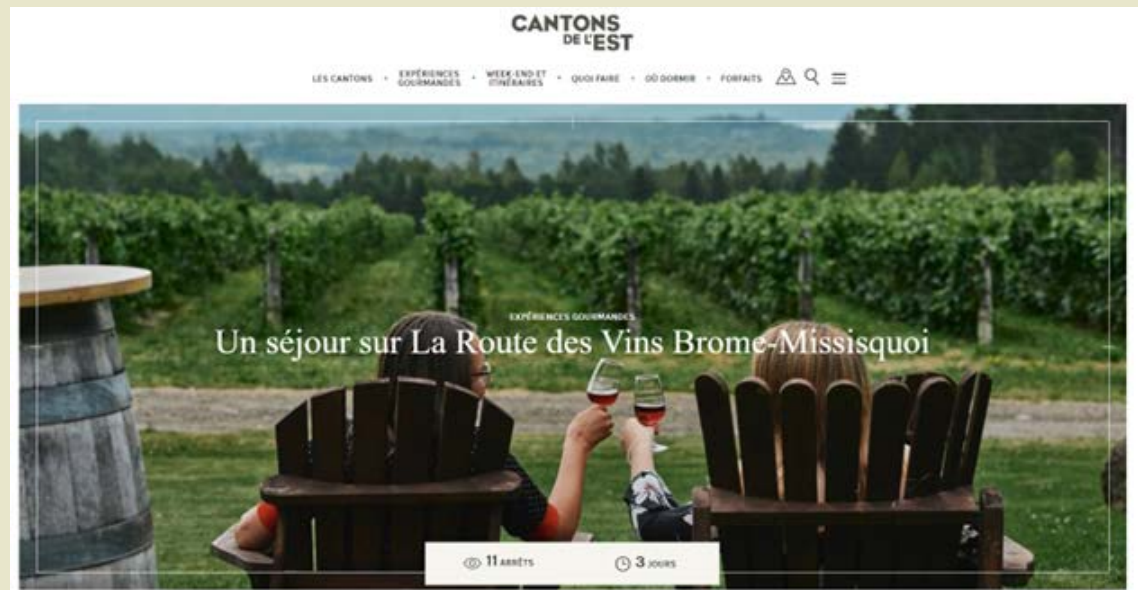 CANTONS
DE L'EST
LES CANTONS • EXPÉRIENCES GOURMANDES • WEEK-END ET ITINÉRAIRES • QUOI FAIRE • OÙ DORMIR • FORFAITS
EXPÉRIENCES GOURMANDES
Un séjour sur La Route des Vins Brome-Missisquoi
11 ARRÊTS 3 JOURS